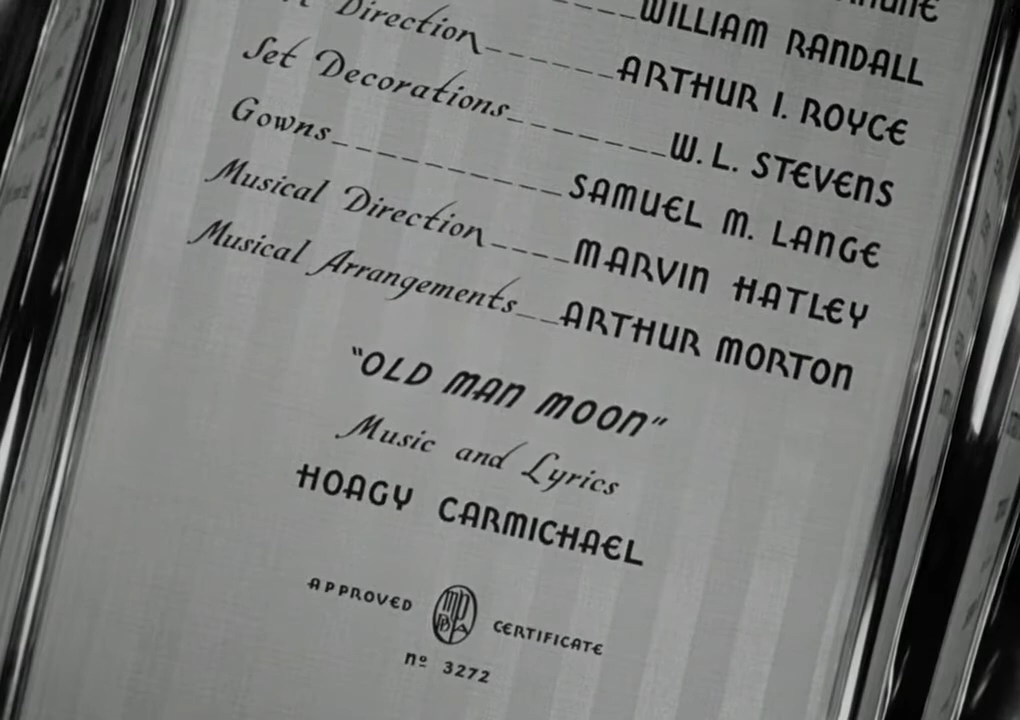 WILLIAM RANDALL
Direction ARTHUR I. ROYCE
Set Decorations W. L. STEVENS
Gowns SAMUEL M. LANGE
Musical Direction MARVIN HATLEY
Musical Arrangements ARTHUR MORTON
"OLD MAN MOON"
Music and Lyrics
HOAGY CARMICHAEL
APPROVED MPPDA CERTIFICATE
No 3272